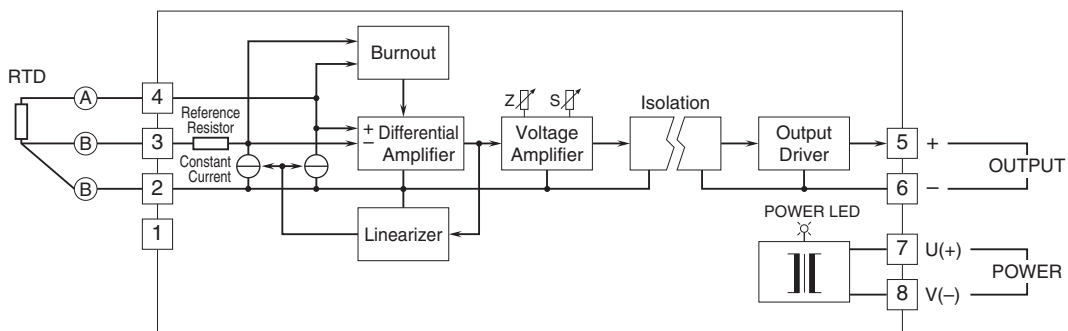 RTD
A
B
B
4
3
2
1
Reference
Resistor
Constant
Current
Burnout
+
−
Differential
Amplifier
Linearizer
Z
S
Voltage
Amplifier
Isolation
Output
Driver
5
+
6
−
OUTPUT
POWER LED
7
U(+)
8
V(−)
POWER